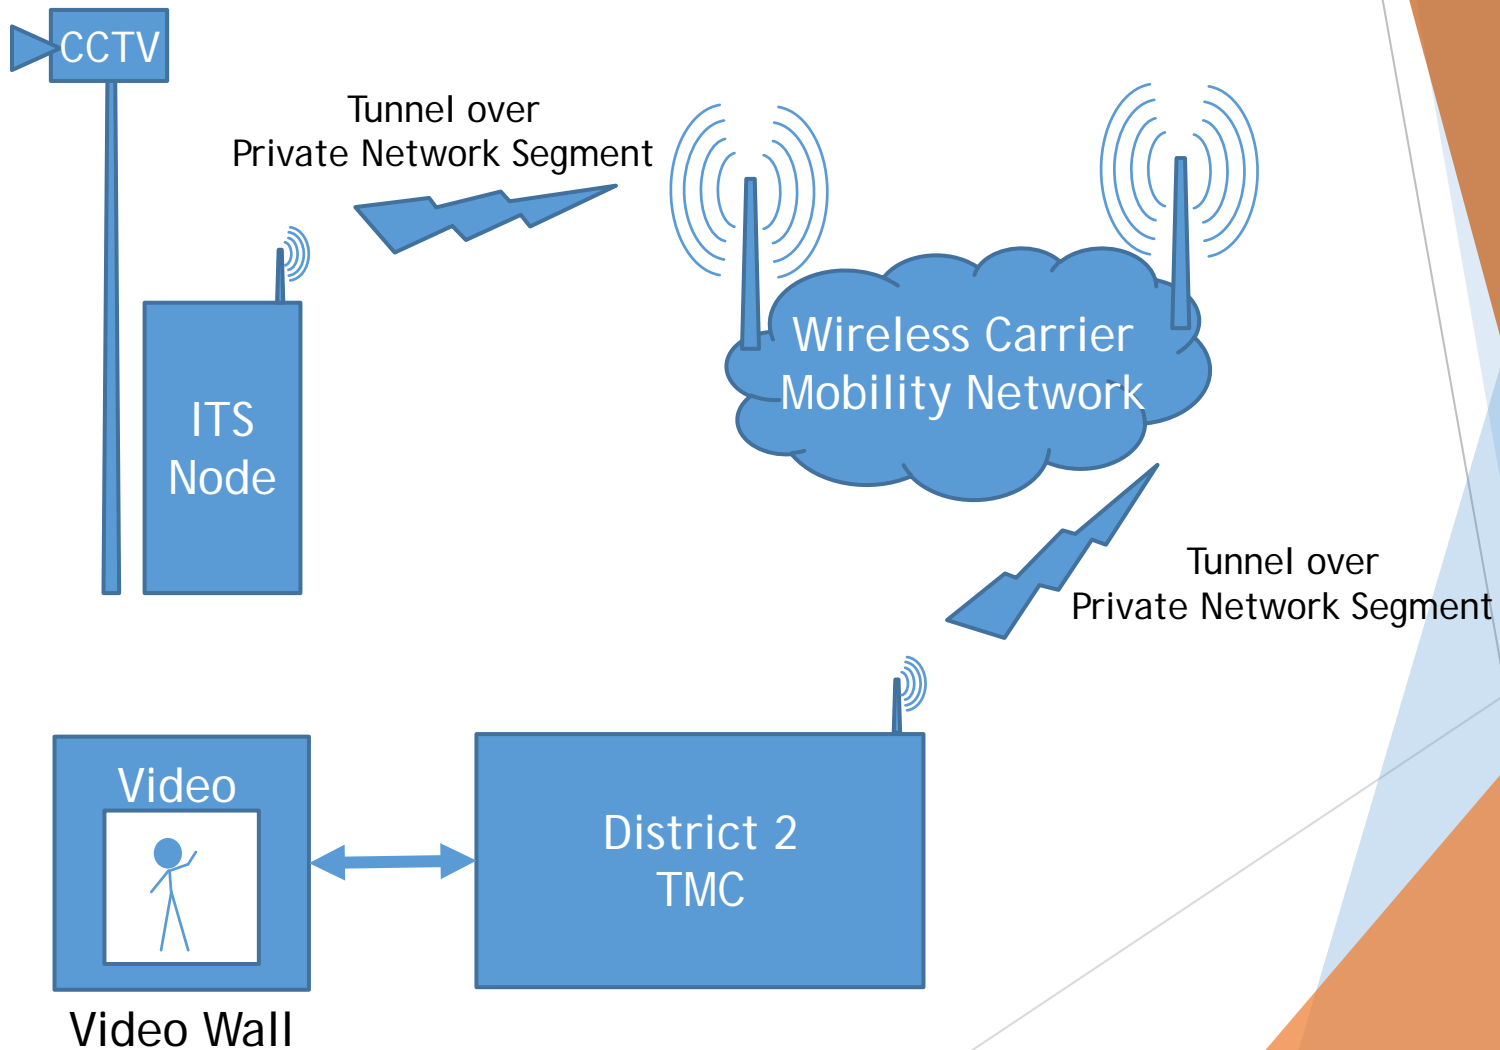 CCTV
Tunnel over
Private Network Segment
Wireless Carrier
Mobility Network
ITS
Node
Tunnel over
Private Network Segment
Video
District 2
TMC
Video Wall